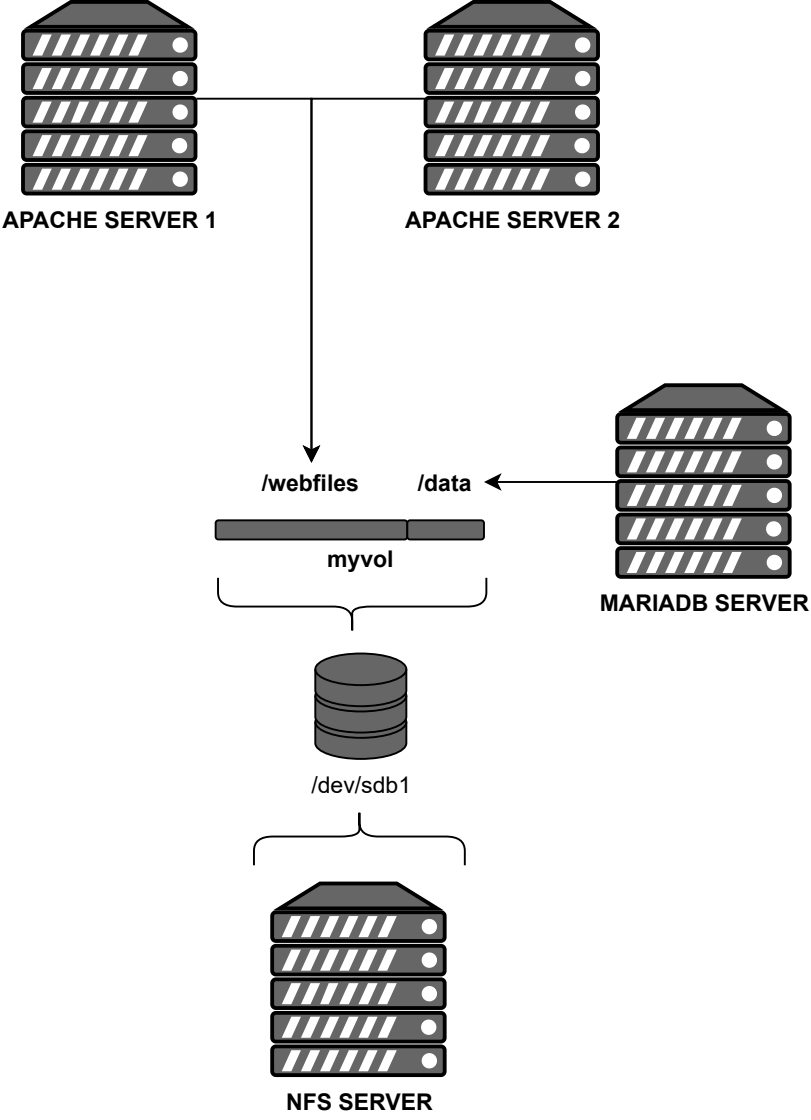 APACHE SERVER 1
APACHE SERVER 2
/webfiles
/data
myvol
MARIADB SERVER
/dev/sdb1
NFS SERVER